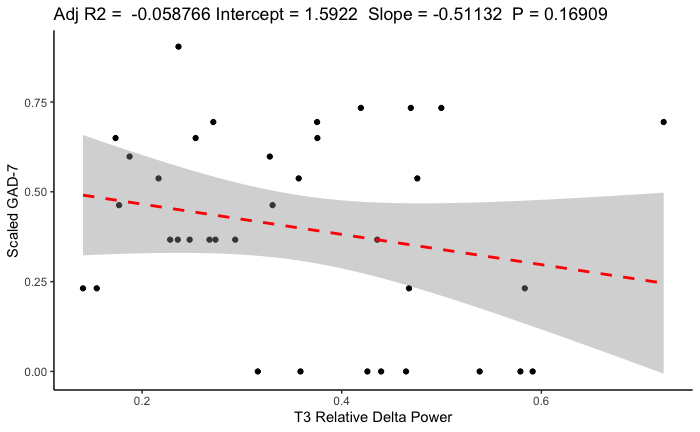 Adj R2 =  -0.058766 Intercept = 1.5922  Slope = -0.51132  P = 0.16909
Scaled GAD-7
0.75
0.50
0.25
0.00
0.2 0.4 0.6
T3 Relative Delta Power